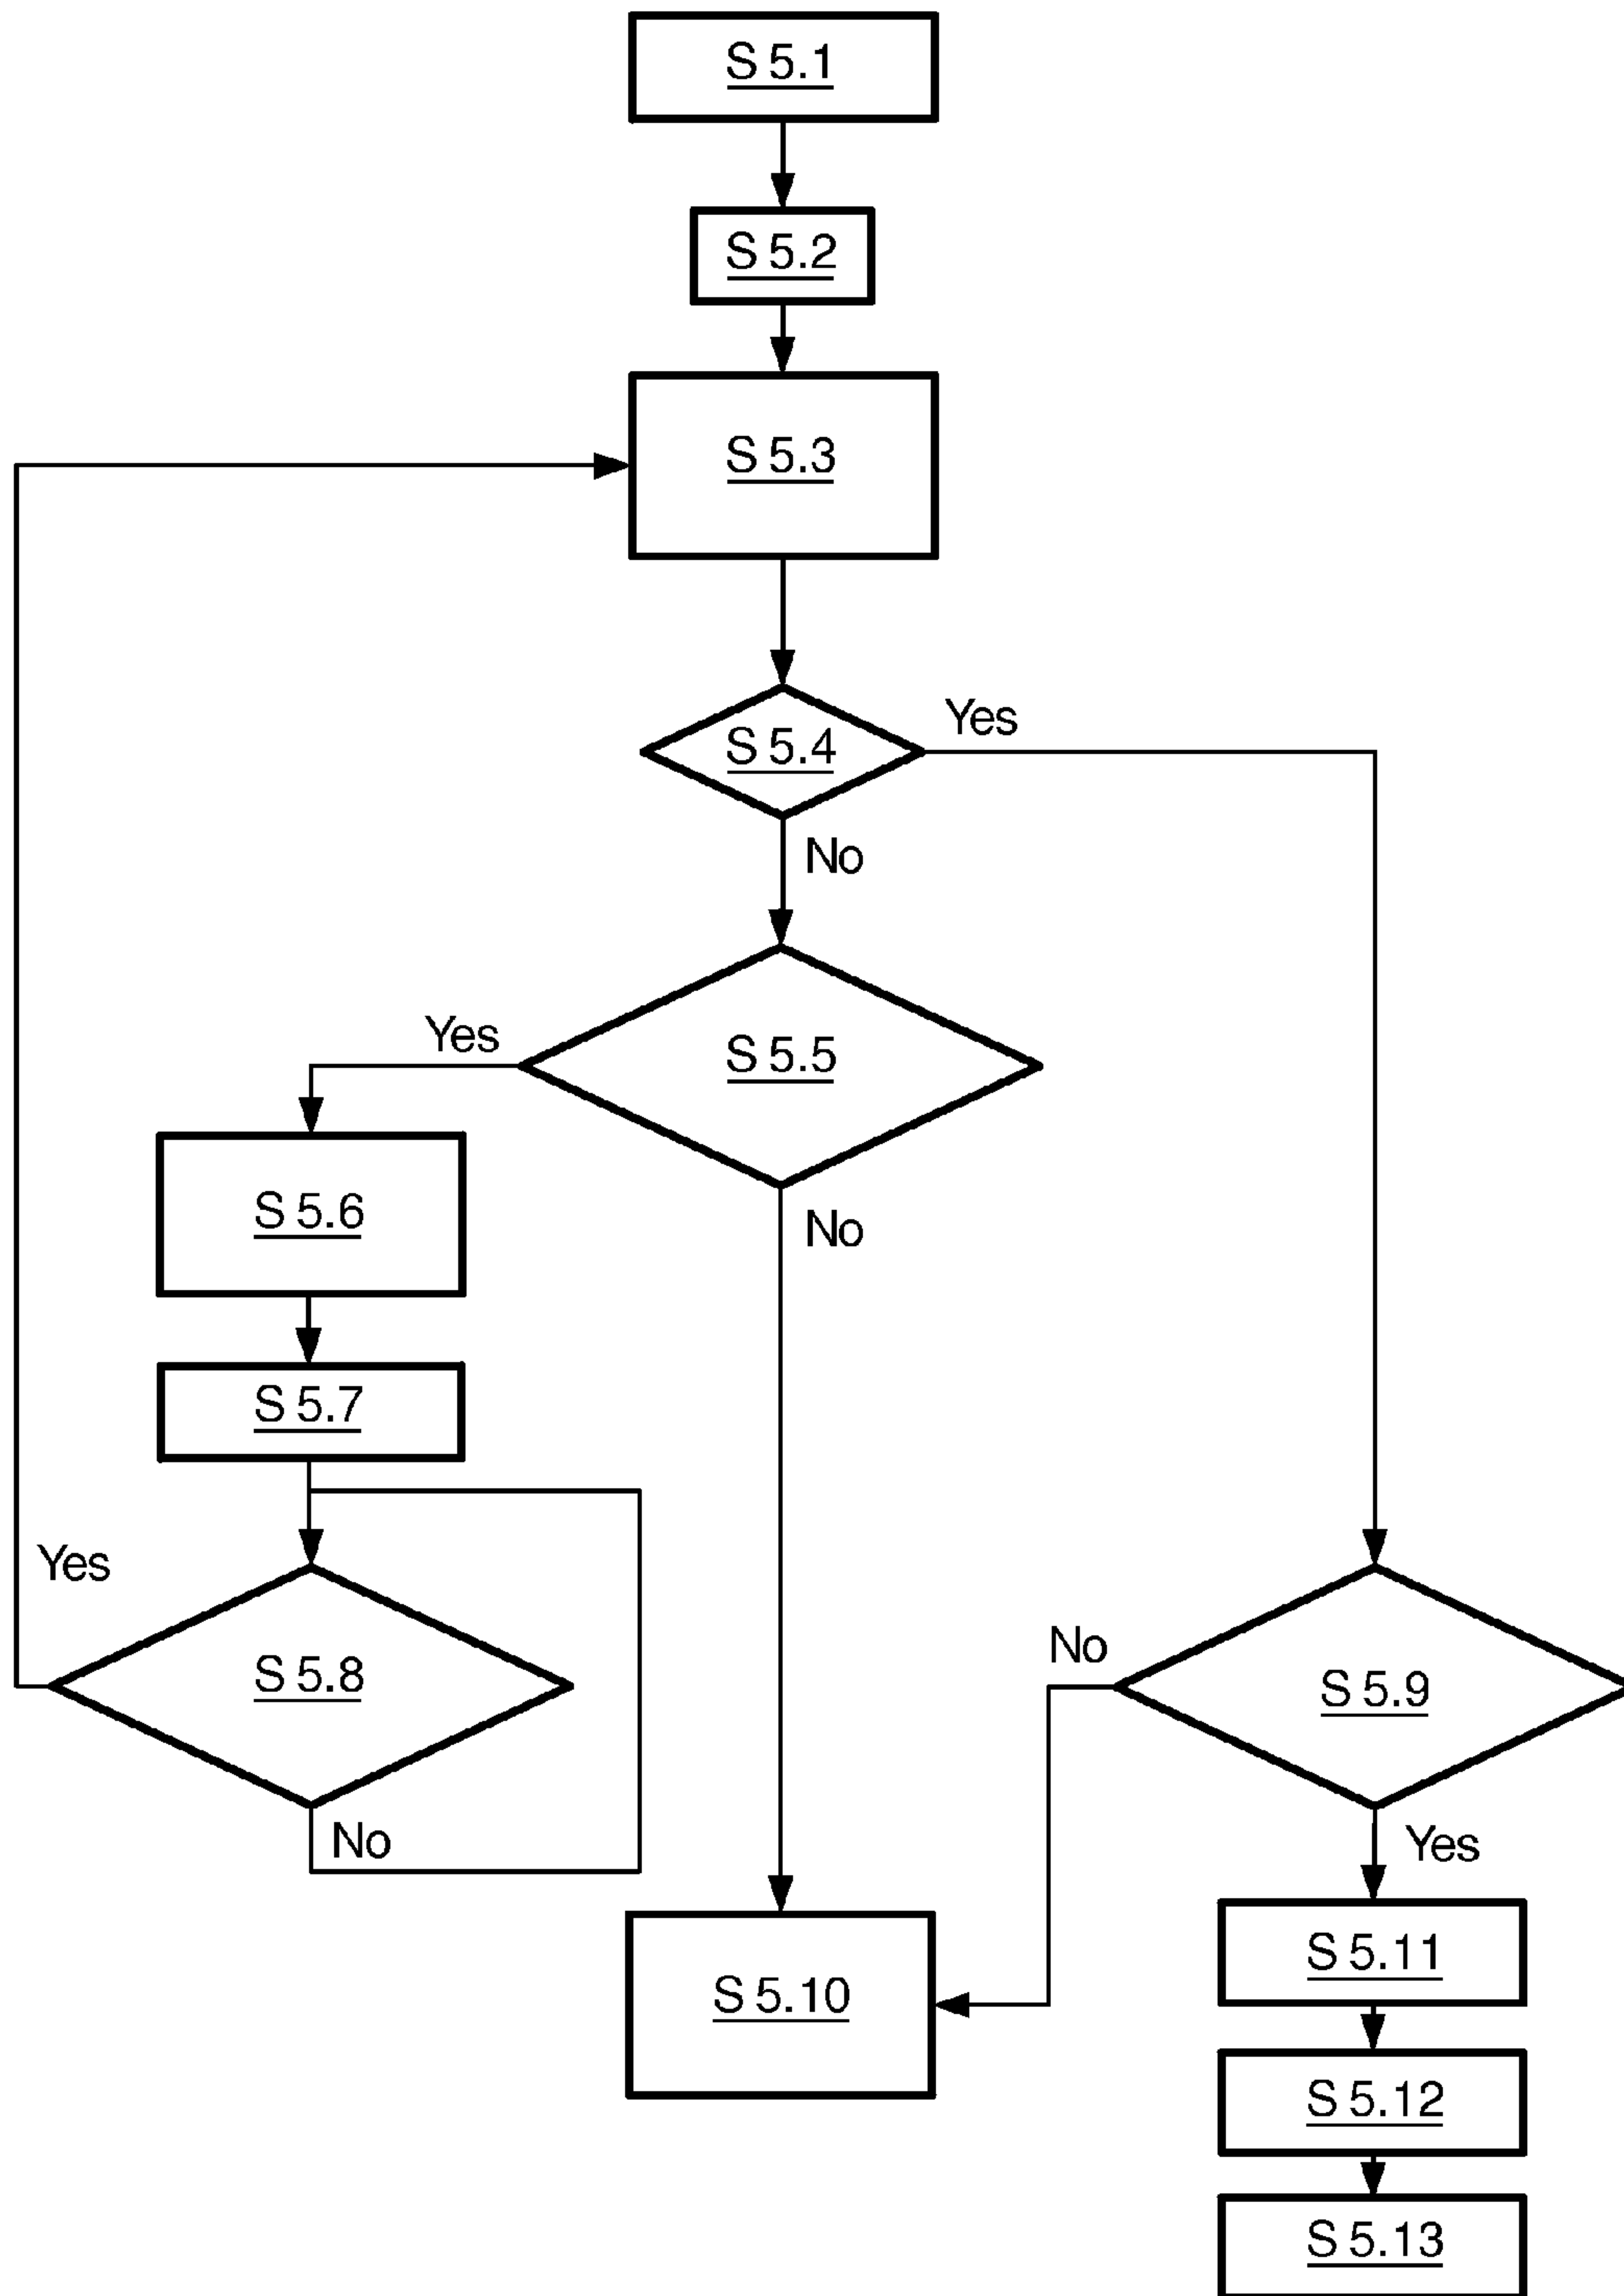 S 5.1
S 5.2
S 5.3
S 5.4
Yes
No
S 5.5
Yes
No
S 5.6
S 5.7
S 5.8
Yes
No
S 5.9
No
Yes
S 5.10
S 5.11
S 5.12
S 5.13